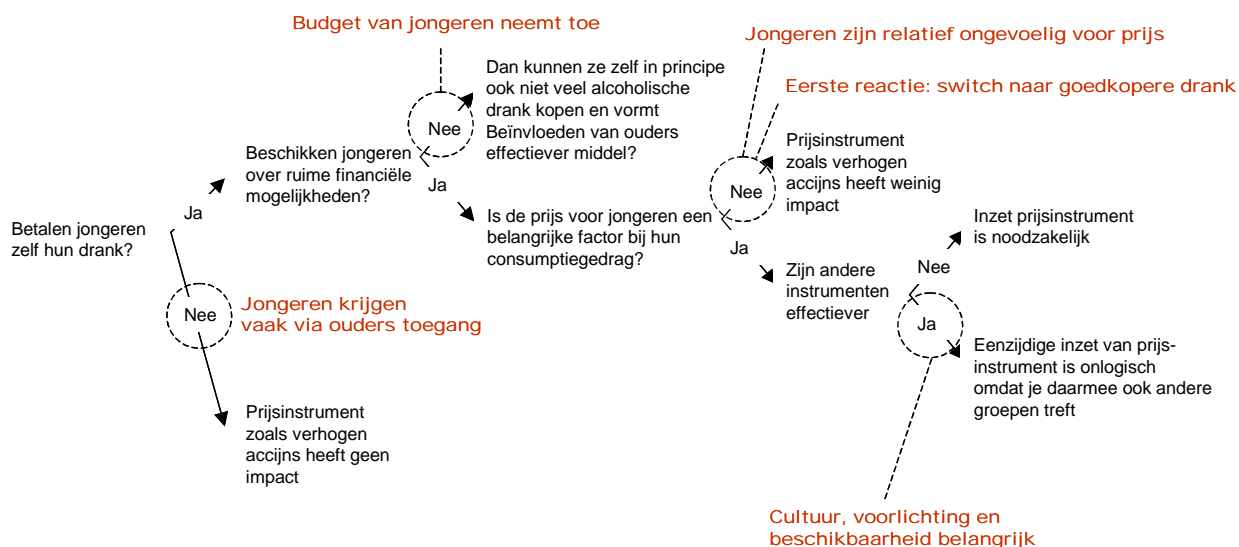 Budget van jongeren neemt toe
Jongeren zijn relatief ongevoelig voor prijs
Eerste reactie: switch naar goedkopere drank
Dan kunnen ze zelf in principe
ook niet veel alcoholische
drank kopen en vormt
Beïnvloeden van ouders
effectiever middel?
Nee
Beschikken jongeren
over ruime financiële
mogelijkheden?
Ja
Prijsinstrument
zoals verhogen
accijns heeft weinig
impact
Nee
Ja
Betalen jongeren
zelf hun drank?
Is de prijs voor jongeren een
belangrijke factor bij hun
consumptiegedrag?
Ja
Inzet prijsinstrument
is noodzakelijk
Nee
Zijn andere
instrumenten
effectiever
Ja
Nee
Jongeren krijgen
vaak via ouders toegang
Eenzijdige inzet van prijs-
instrument is onlogisch
omdat je daarmee ook andere
groepen treft
Prijsinstrument
zoals verhogen
accijns heeft geen
impact
Cultuur, voorlichting en
beschikbaarheid belangrijk